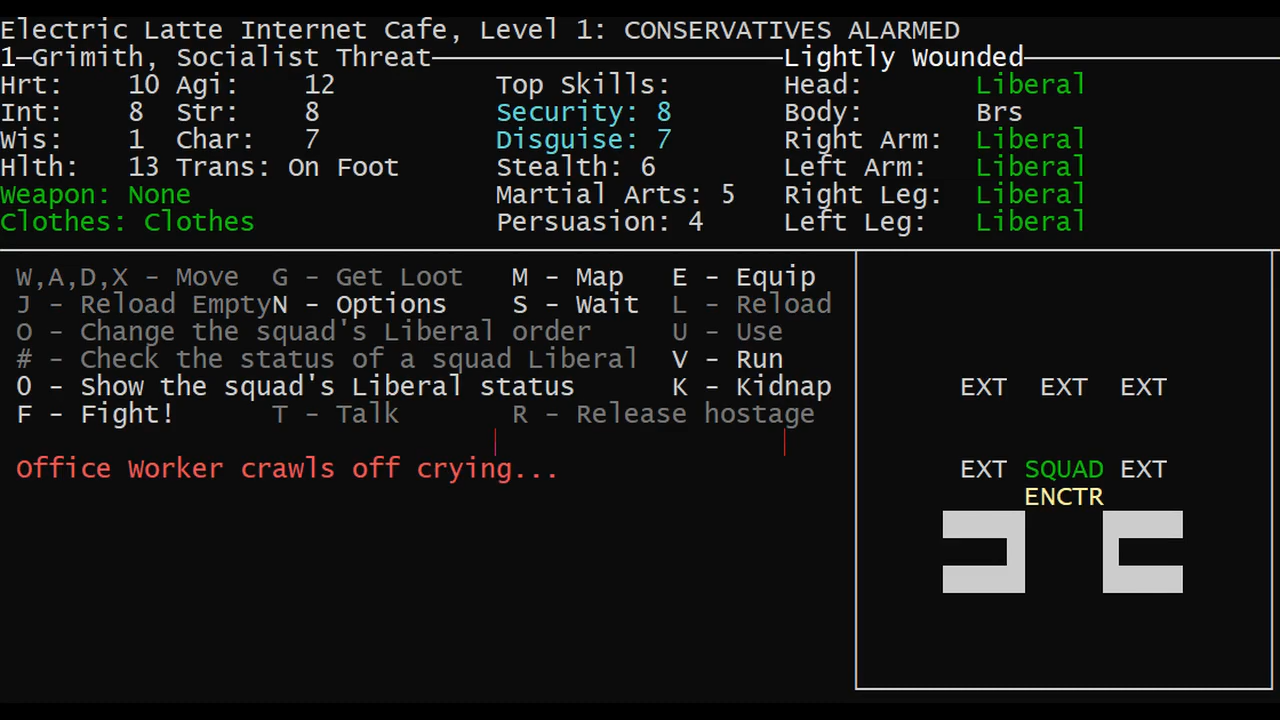 Electric Latte Internet Cafe, Level 1: CONSERVATIVES ALARMED
1—Grimith, Socialist Threat Lightly Wounded
Hrt: 10 Agi: 12 Top Skills: Head: Liberal
Int: 8 Str: 8 Security: 8 Body: Brs
Wis: 1 Char: 7 Disguise: 7 Right Arm: Liberal
Hlth: 13 Trans: On Foot Stealth: 6 Left Arm: Liberal
Weapon: None Martial Arts: 5 Right Leg: Liberal
Clothes: Clothes Persuasion: 4 Left Leg: Liberal
W,A,D,X - Move G - Get Loot M - Map E - Equip
J - Reload EmptyN - Options S - Wait L - Reload
O - Change the squad's Liberal order U - Use
# - Check the status of a squad Liberal V - Run
0 - Show the squad's Liberal status K - Kidnap
F - Fight! T - Talk R - Release hostage
Office Worker crawls off crying...
EXT EXT EXT
EXT SQUAD EXT
ENCTR